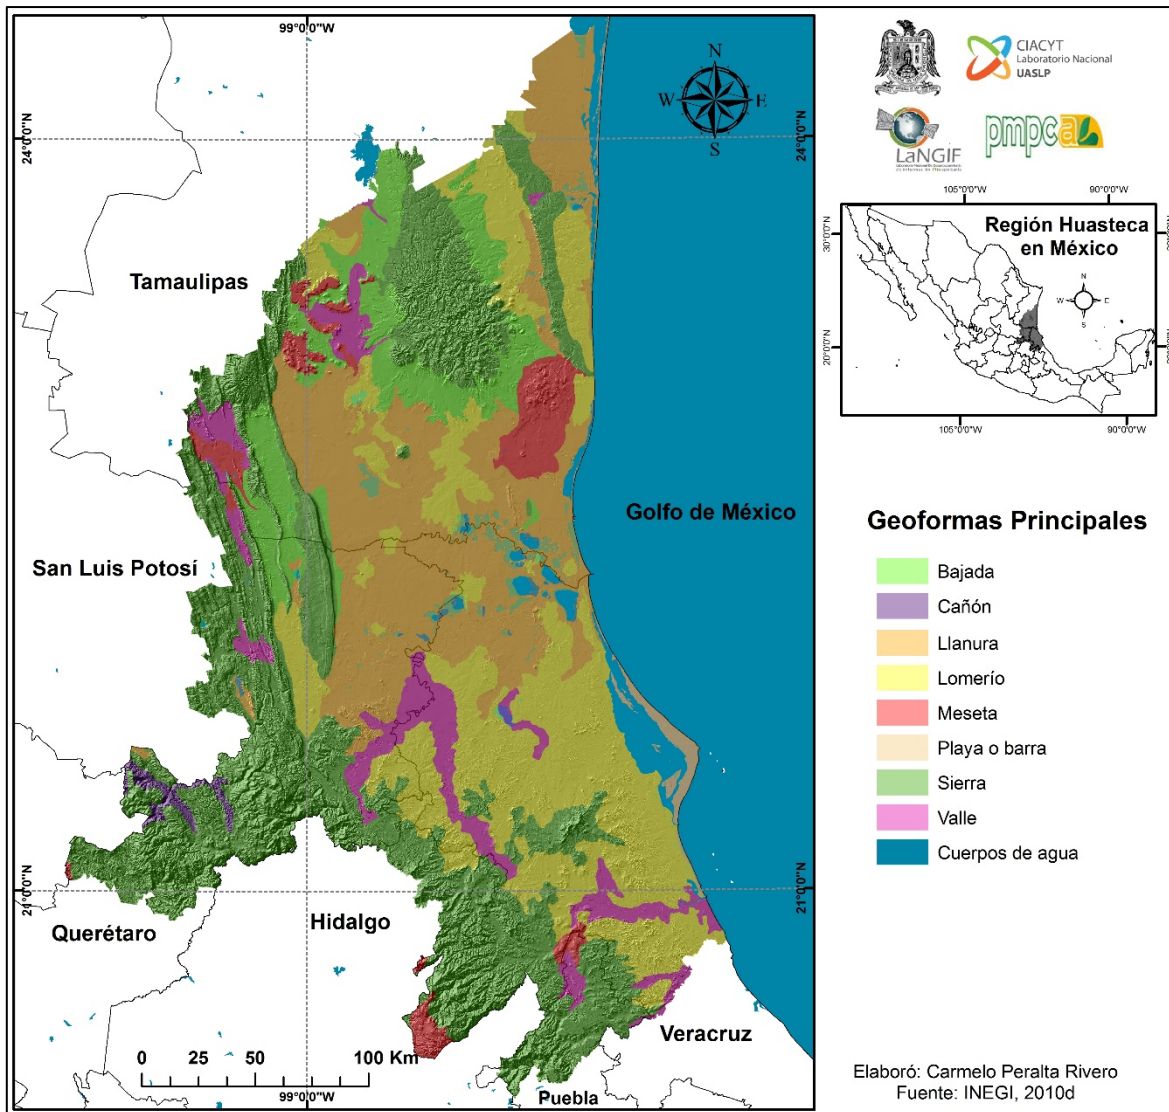 99°0'0"W
N
W
E
S
24°0'0"N
24°0'0"N
Tamaulipas
San Luis Potosí
Golfo de México
21°0'0"N
21°0'0"N
Querétaro
Hidalgo
Veracruz
Puebla
0 25 50 100 Km
99°0'0"W
CIACYT
Laboratorio Nacional
UASLP
LaNGIF
pmpca
105°0'0"W
90°0'0"W
30°0'0"N
20°0'0"N
Región Huasteca
en México
N
W
E
S
105°0'0"W
90°0'0"W
Geoformas Principales
Bajada
Cañón
Llanura
Lomerío
Meseta
Playa o barra
Sierra
Valle
Cuerpos de agua
Elaboró: Carmelo Peralta Rivero
Fuente: INEGI, 2010d